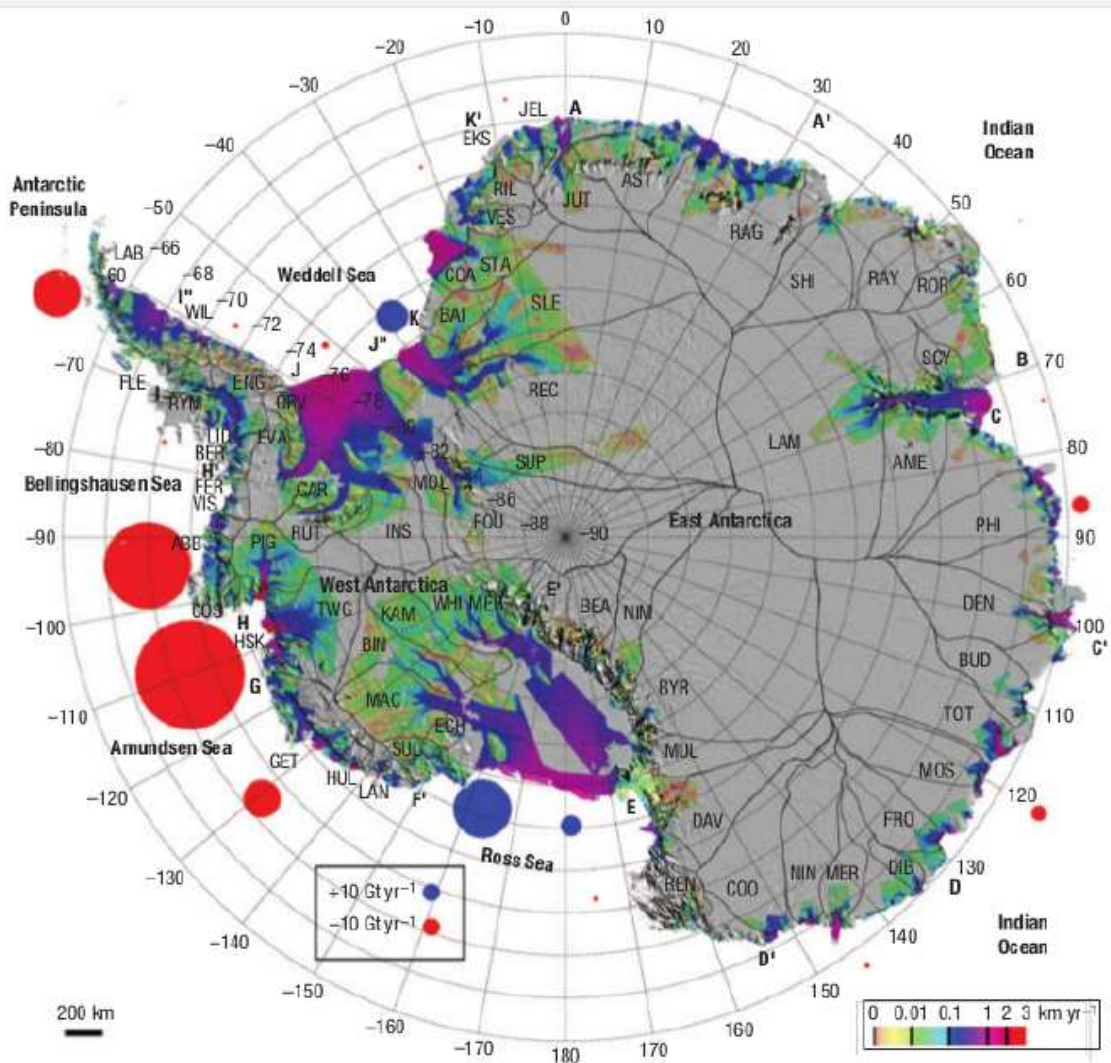 0
−10
10
−20
20
−30
30
−40
40
−50
50
60
70
80
90
100
110
120
130
140
150
160
170
180
−170
−160
−150
−140
−130
−120
−110
−100
−90
−80
−70
−60
−66
−68
−70
−72
−74
−76
−78
−82
−86
−88
−90
Indian
Ocean
Antarctic
Peninsula
Weddell Sea
Bellingshausen Sea
Amundsen Sea
Ross Sea
East Antarctica
West Antarctica
Indian
Ocean
A
A'
B
C
C'
D
D'
E
E'
F'
G
H
H'
I
I"
J
J"
K
K'
JEL
EKS
RIL
VES
JUT
AST
RAG
SHI
RAY
ROB
SCY
LAM
AME
PHI
DEN
BUD
TOT
MOS
FRO
DIB
MER
NIN
COO
REN
DAV
MUL
BYR
NIM
BEA
MER
WHI
KAM
BIN
MAC
ECH
SUL
LAN
HUL
GET
HSK
TWG
COS
PIG
ABB
VIS
FER
BER
LID
EVA
CAR
RUT
INS
FOU
MOL
SUP
REC
SLE
BAI
COA
STA
ORV
ENG
RYM
FLE
WIL
LAB
+10 Gtyr⁻¹
−10 Gtyr⁻¹
200 km
0 0.01 0.1 1 2 3 km yr⁻¹